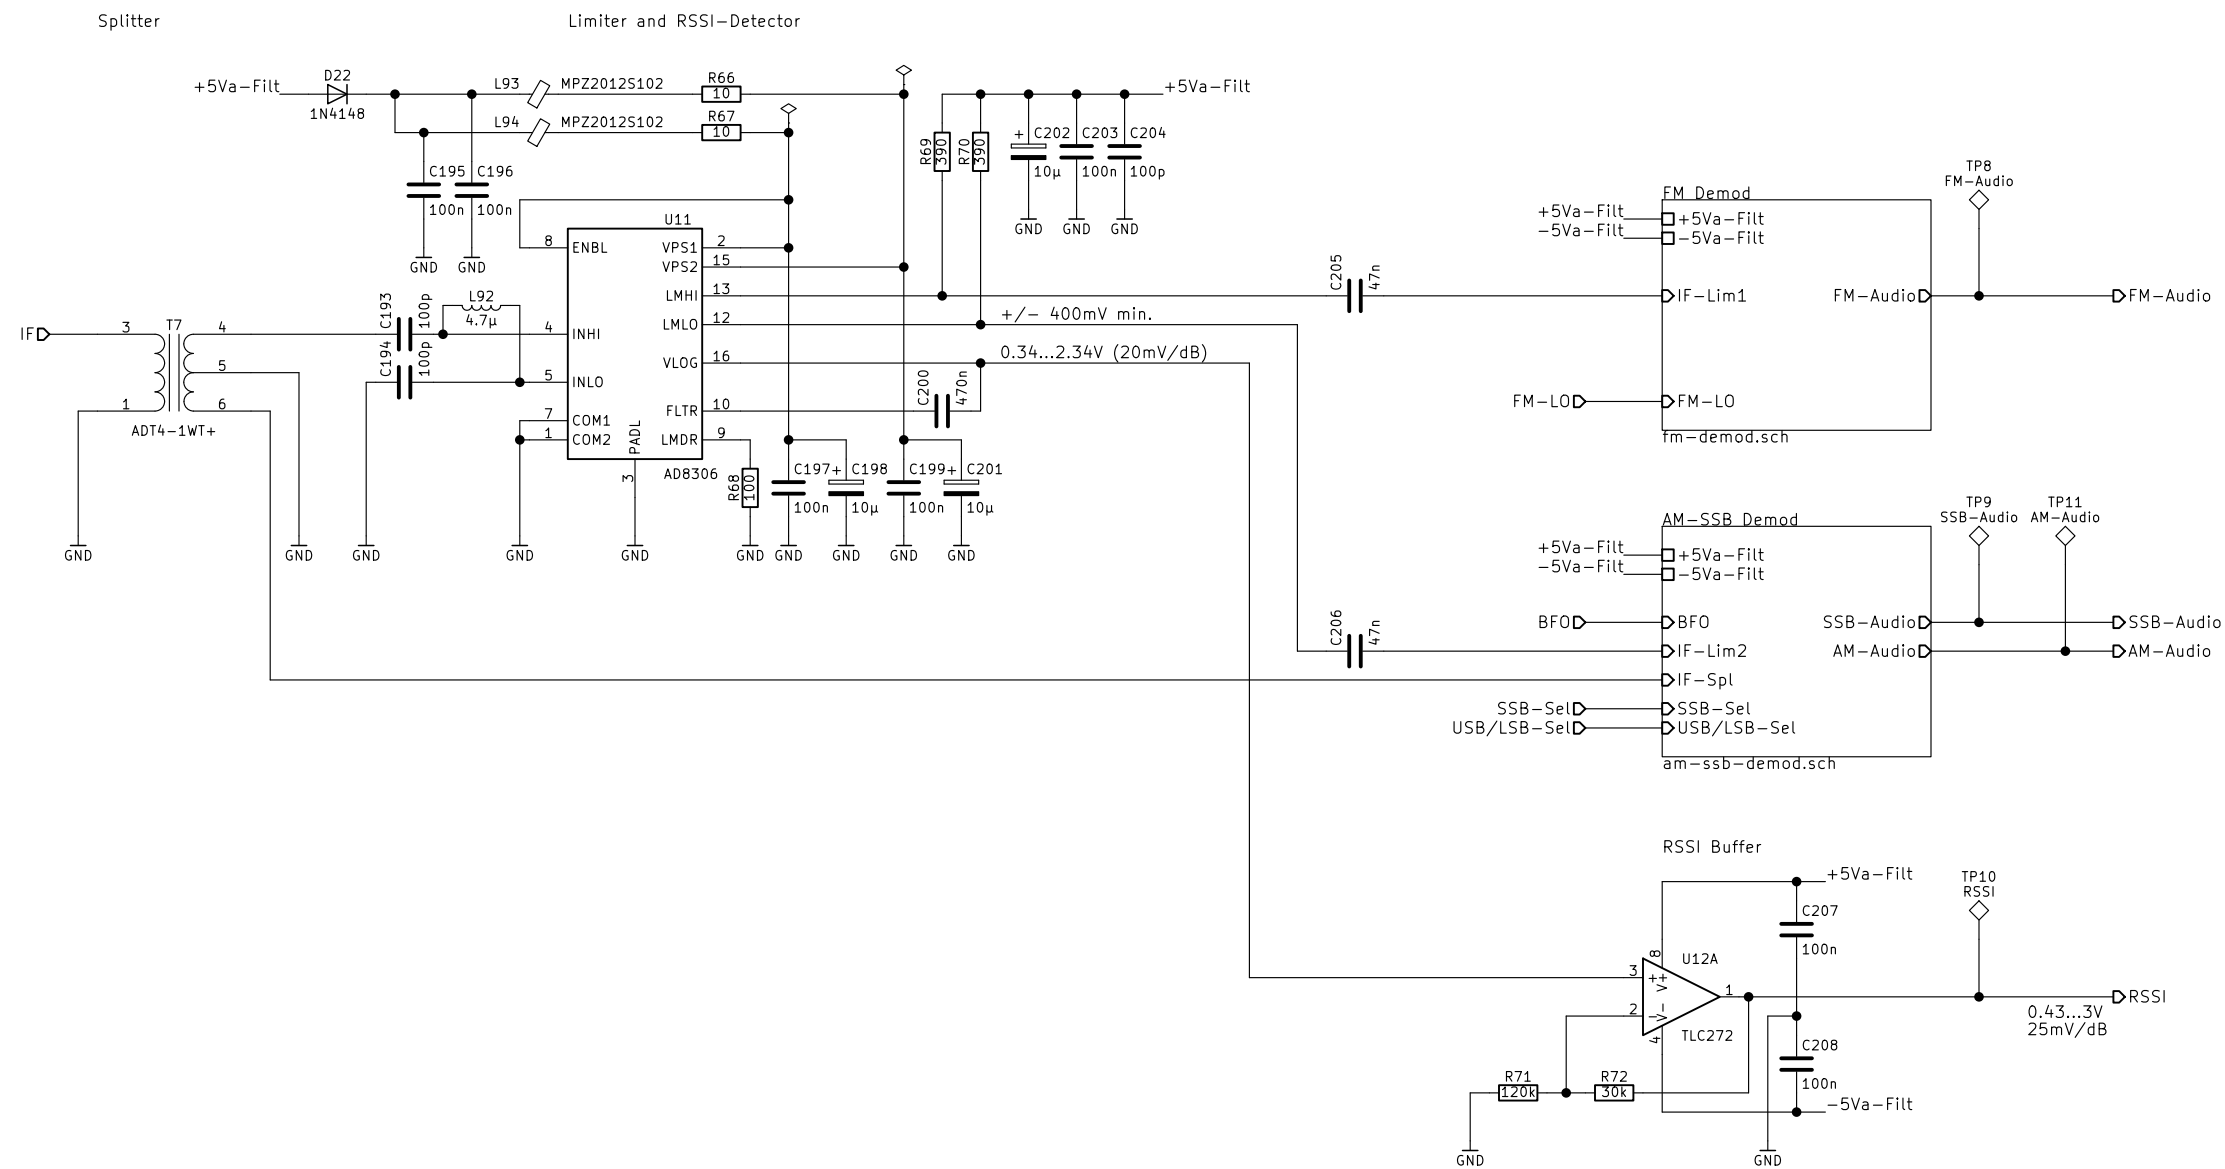 Splitter
Limiter and RSSI-Detector
+5Va-Filt
D22
1N4148
L93
MPZ2012S102
R66
10
L94
MPZ2012S102
R67
10
C195
100n
C196
100n
GND
GND
R69
390
R70
390
+5Va-Filt
+
C202
10µ
C203
100n
C204
100p
GND
GND
GND
U11
8
ENBL
VPS1
2
VPS2
15
LMHI
13
LMLO
12
VLOG
16
FLTR
10
LMDR
9
4
INHI
5
INLO
7
COM1
1
COM2
PADL
3
AD8306
IF
3
1
T7
4
5
6
ADT4-1WT+
C193
100p
C194
100p
L92
4.7µ
+/- 400mV min.
0.34...2.34V (20mV/dB)
C200
470n
R68
100
C197
100n
+
C198
10µ
C199
100n
+
C201
10µ
GND
GND
GND
GND
GND
GND
GND
GND
GND
GND
C205
47n
C206
47n
FM Demod
+5Va-Filt
+5Va-Filt
-5Va-Filt
-5Va-Filt
IF-Lim1
FM-Audio
FM-Audio
FM-LO
FM-LO
fm-demod.sch
TP8
FM-Audio
AM-SSB Demod
+5Va-Filt
+5Va-Filt
-5Va-Filt
-5Va-Filt
BFO
BFO
IF-Lim2
IF-Spl
SSB-Sel
SSB-Sel
USB/LSB-Sel
USB/LSB-Sel
SSB-Audio
SSB-Audio
AM-Audio
AM-Audio
am-ssb-demod.sch
TP9
SSB-Audio
TP11
AM-Audio
RSSI Buffer
+5Va-Filt
C207
100n
TP10
RSSI
U12A
8
3
+
V+
1
2
-
V-
4
TLC272
RSSI
0.43...3V
25mV/dB
C208
100n
R71
120k
R72
30k
-5Va-Filt
GND
GND